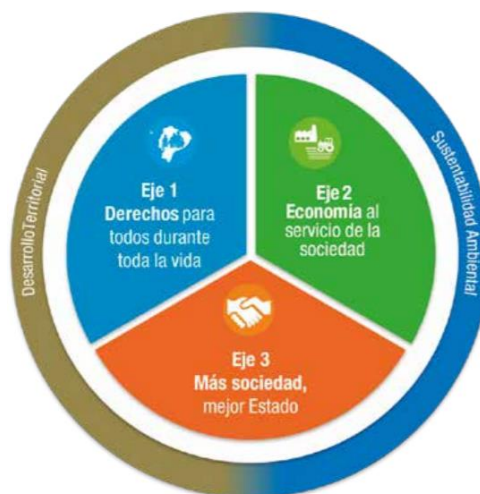 Desarrollo Territorial
Eje 1
Derechos para
todos durante
toda la vida
Eje 2
Economía al
servicio de la
sociedad
Sustentabilidad Ambiental
Eje 3
Más sociedad,
mejor Estado